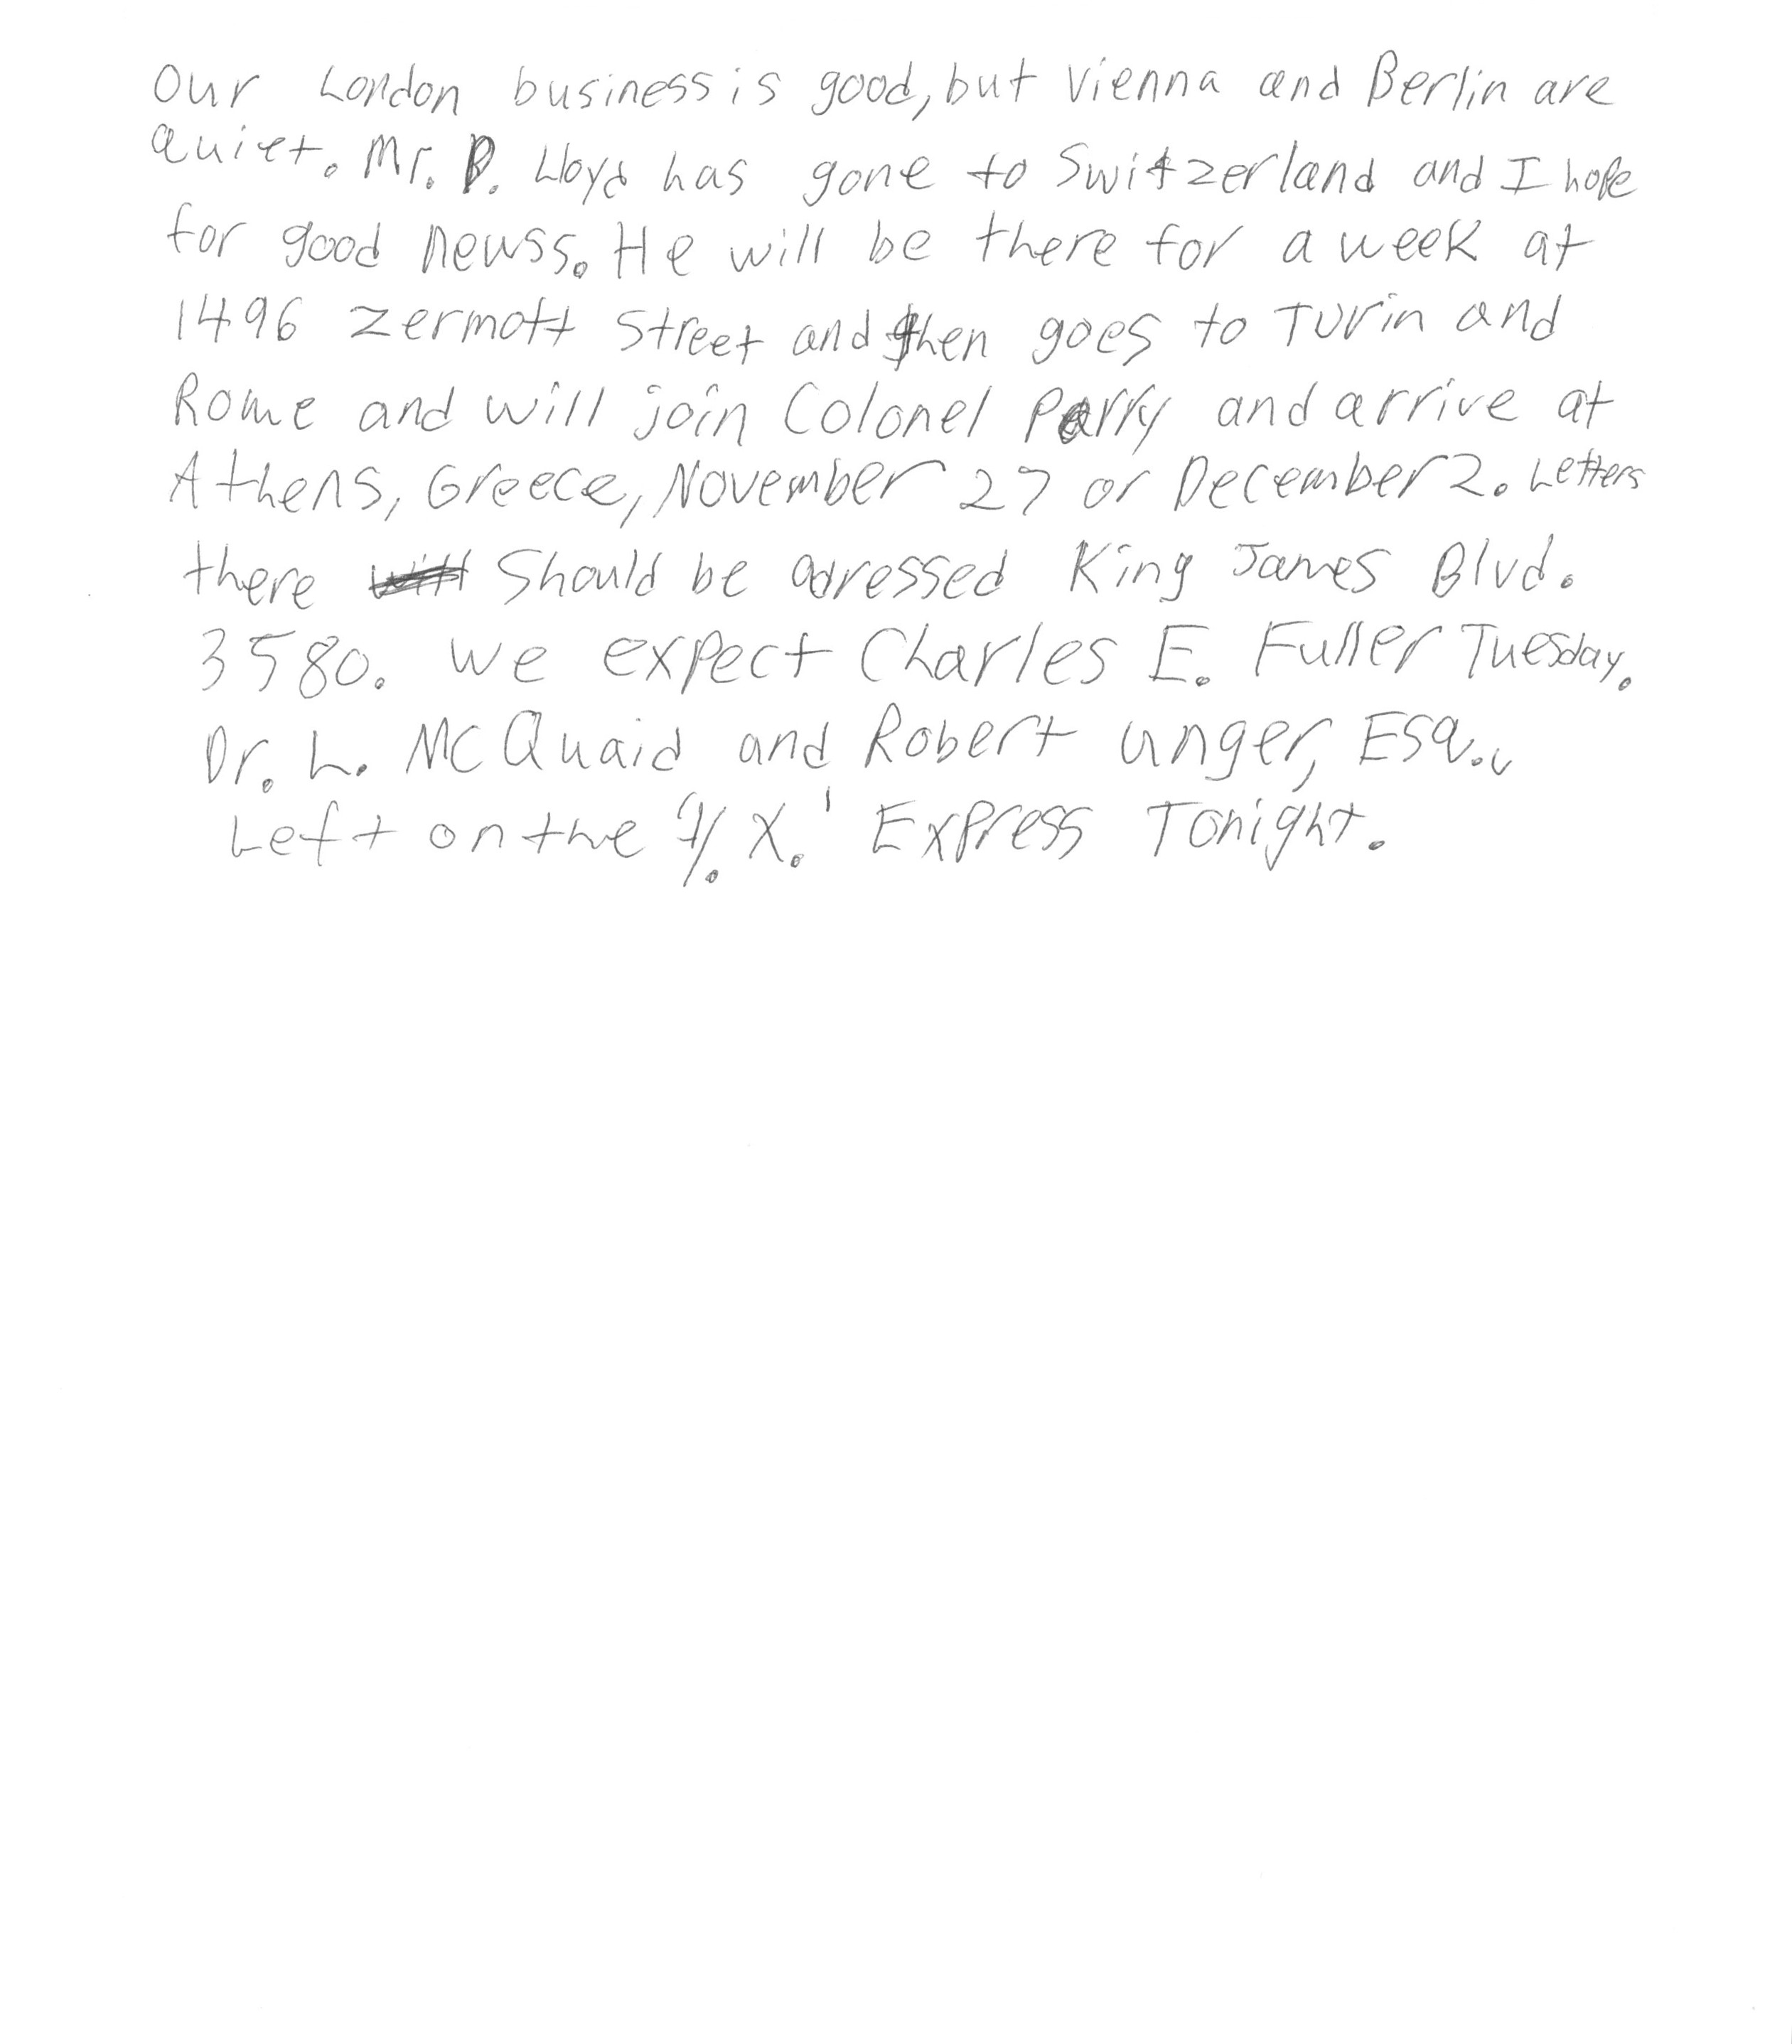 Our London business is good, but Vienna and Berlin are
quiet. Mr. D. Lloyd has gone to Switzerland and I hope
for good newss. He will be there for a week at
1496 Zermott Street and then goes to Turin and
Rome and will join Colonel Parry and arrive at
Athens, Greece, November 27 or December 2. Letters
there should be adressed King James Blvd.
3580. We expect Charles E. Fuller Tuesday.
Dr. L. McQuaid and Robert Unger, Esq.,
Left on the 'Y. X.' Express Tonight.